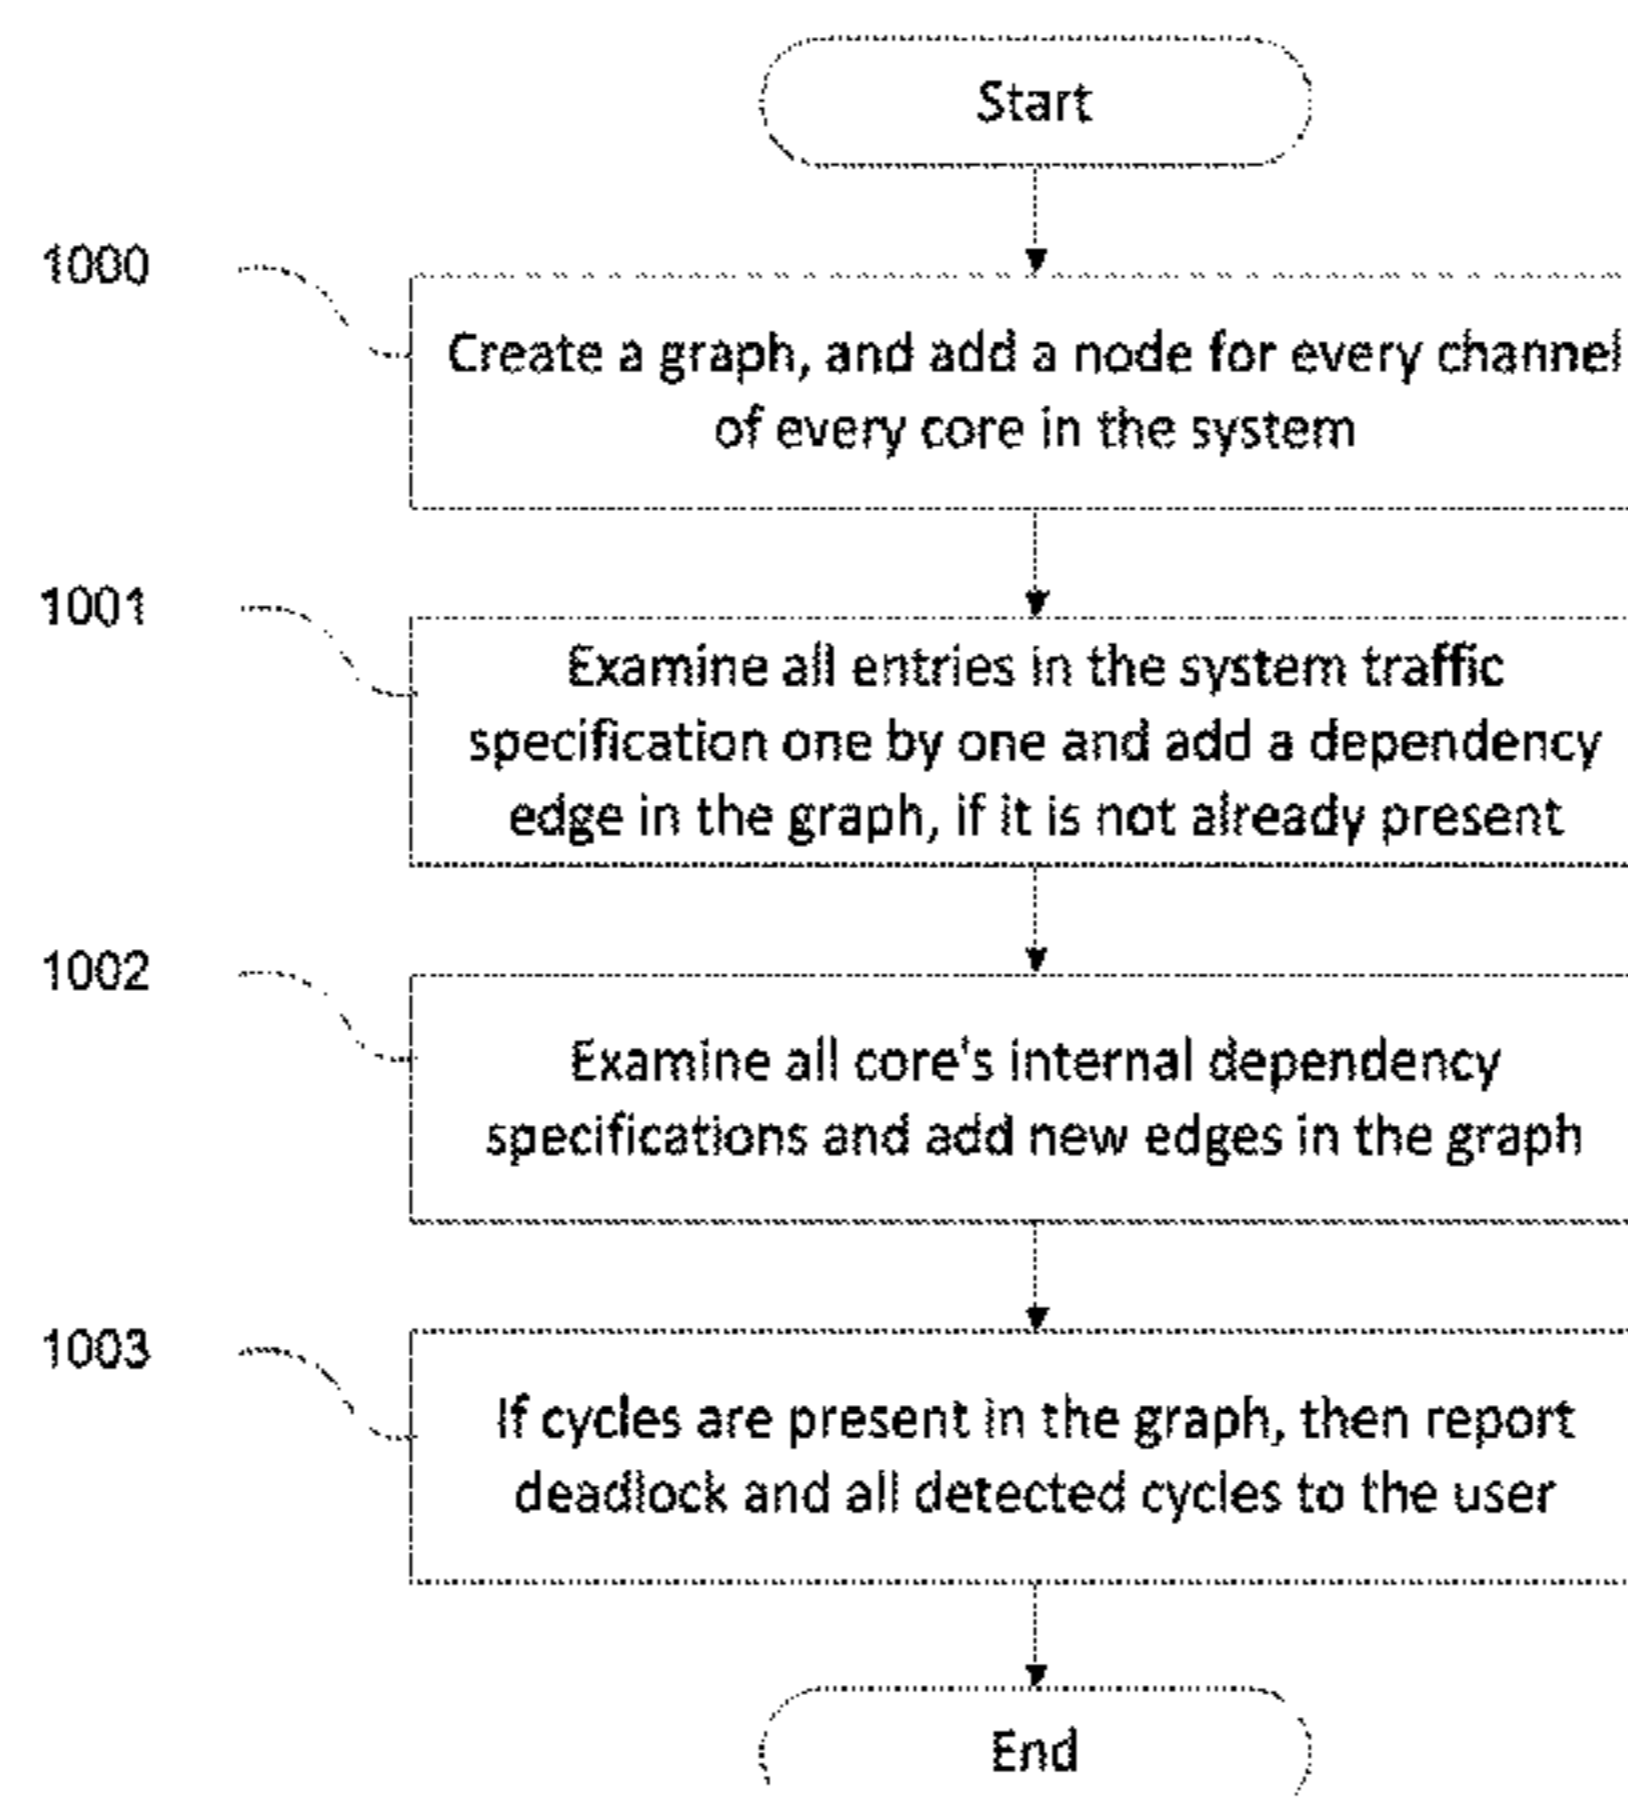 Start
1000
Create a graph, and add a node for every channel
of every core in the system
1001
Examine all entries in the system traffic
specification one by one and add a dependency
edge in the graph, if it is not already present
1002
Examine all core's internal dependency
specifications and add new edges in the graph
1003
If cycles are present in the graph, then report
deadlock and all detected cycles to the user
End